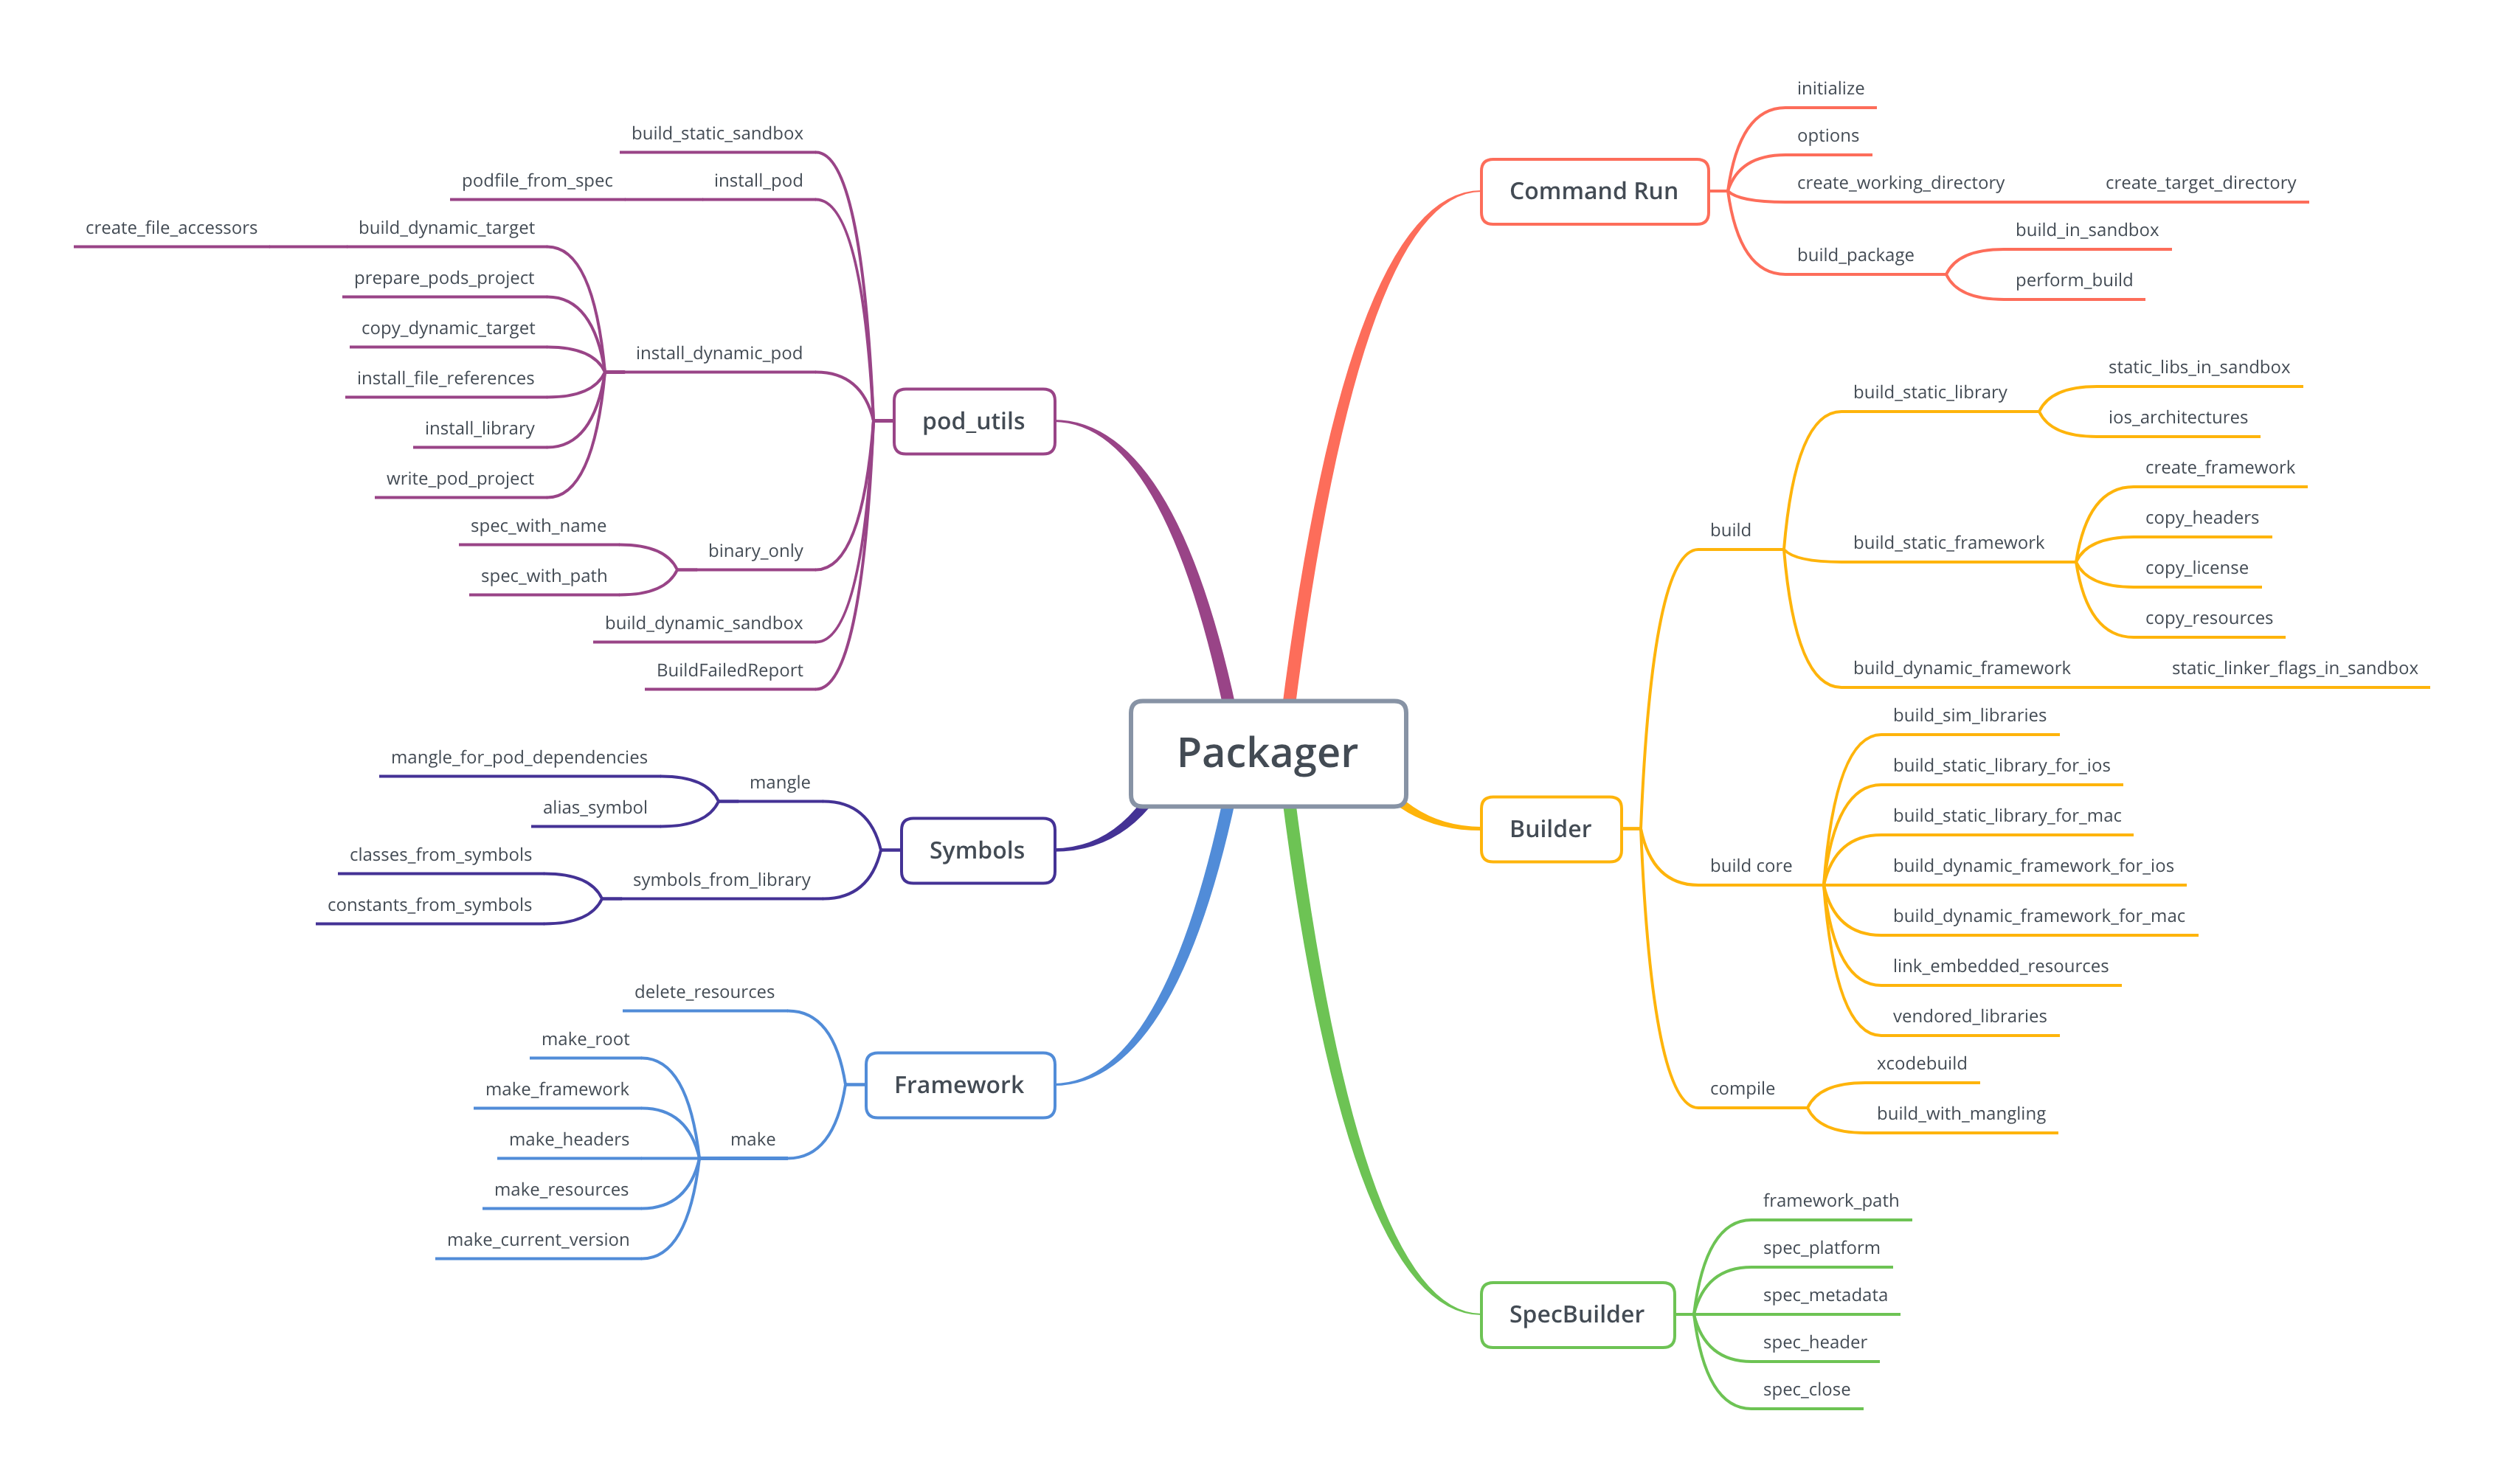 Packager
Command Run
initialize
options
create_working_directory
create_target_directory
build_package
build_in_sandbox
perform_build
Builder
build
build_static_library
static_libs_in_sandbox
ios_architectures
build_static_framework
create_framework
copy_headers
copy_license
copy_resources
build_dynamic_framework
static_linker_flags_in_sandbox
build core
build_sim_libraries
build_static_library_for_ios
build_static_library_for_mac
build_dynamic_framework_for_ios
build_dynamic_framework_for_mac
link_embedded_resources
vendored_libraries
compile
xcodebuild
build_with_mangling
SpecBuilder
framework_path
spec_platform
spec_metadata
spec_header
spec_close
pod_utils
build_static_sandbox
install_pod
podfile_from_spec
install_dynamic_pod
build_dynamic_target
create_file_accessors
prepare_pods_project
copy_dynamic_target
install_file_references
install_library
write_pod_project
binary_only
spec_with_name
spec_with_path
build_dynamic_sandbox
BuildFailedReport
Symbols
mangle
mangle_for_pod_dependencies
alias_symbol
symbols_from_library
classes_from_symbols
constants_from_symbols
Framework
delete_resources
make
make_root
make_framework
make_headers
make_resources
make_current_version